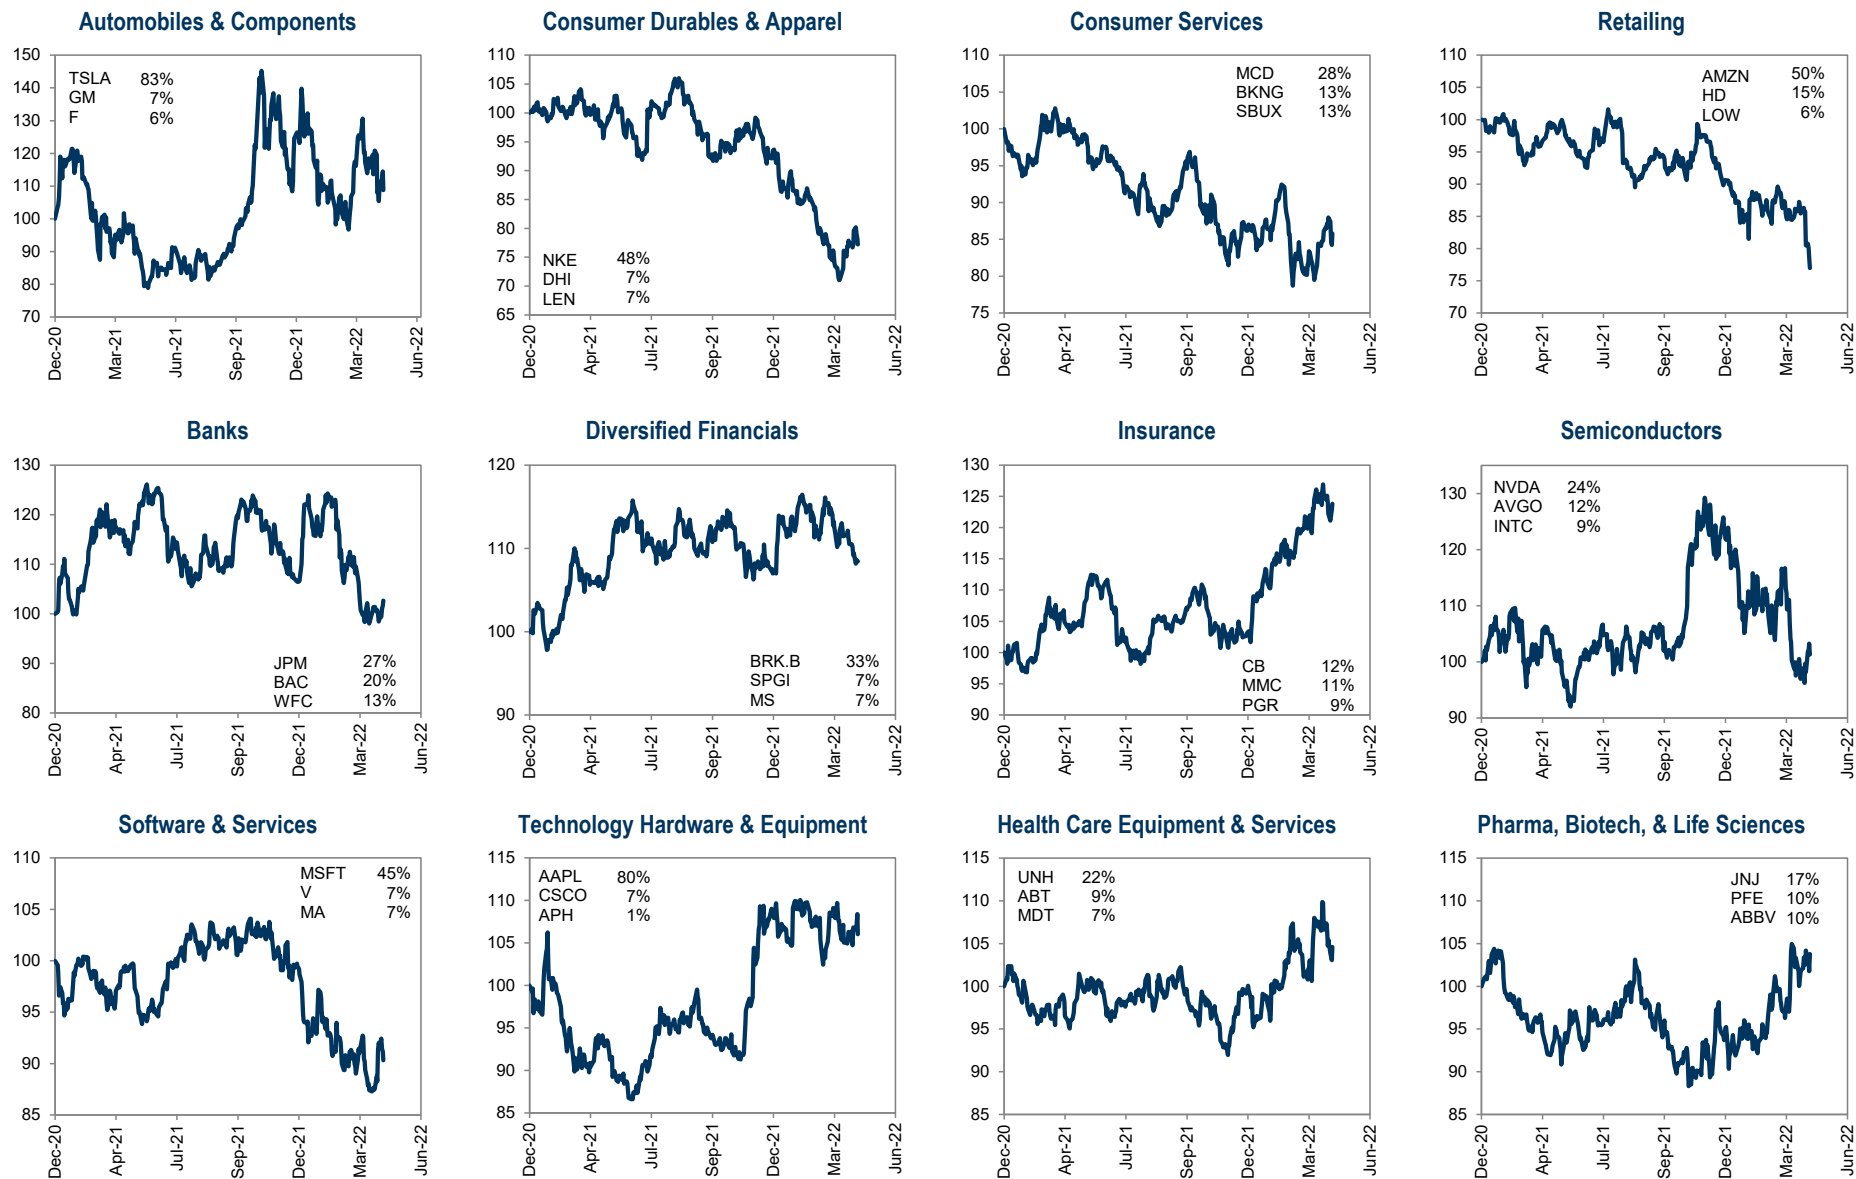 Automobiles & Components
150
140
130
120
110
100
90
80
70
TSLA 83%
GM 7%
F 6%
Dec-20
Mar-21
Jun-21
Sep-21
Dec-21
Mar-22
Jun-22
Consumer Durables & Apparel
110
105
100
95
90
85
80
75
70
65
NKE 48%
DHI 7%
LEN 7%
Dec-20
Apr-21
Jul-21
Sep-21
Dec-21
Mar-22
Jun-22
Consumer Services
110
105
100
95
90
85
80
75
MCD 28%
BKNG 13%
SBUX 13%
Dec-20
Apr-21
Jul-21
Sep-21
Dec-21
Mar-22
Jun-22
Retailing
110
105
100
95
90
85
80
75
70
AMZN 50%
HD 15%
LOW 6%
Dec-20
Apr-21
Jul-21
Sep-21
Dec-21
Mar-22
Jun-22
Banks
130
120
110
100
90
80
JPM 27%
BAC 20%
WFC 13%
Dec-20
Apr-21
Jul-21
Sep-21
Dec-21
Mar-22
Jun-22
Diversified Financials
120
110
100
90
BRK.B 33%
SPGI 7%
MS 7%
Dec-20
Apr-21
Jul-21
Sep-21
Dec-21
Mar-22
Jun-22
Insurance
130
125
120
115
110
105
100
95
90
CB 12%
MMC 11%
PGR 9%
Dec-20
Apr-21
Jul-21
Sep-21
Dec-21
Mar-22
Jun-22
Semiconductors
130
120
110
100
90
NVDA 24%
AVGO 12%
INTC 9%
Dec-20
Apr-21
Jul-21
Sep-21
Dec-21
Mar-22
Jun-22
Software & Services
110
105
100
95
90
85
MSFT 45%
V 7%
MA 7%
Dec-20
Apr-21
Jul-21
Sep-21
Dec-21
Mar-22
Jun-22
Technology Hardware & Equipment
115
110
105
100
95
90
85
AAPL 80%
CSCO 7%
APH 1%
Dec-20
Apr-21
Jul-21
Sep-21
Dec-21
Mar-22
Jun-22
Health Care Equipment & Services
115
110
105
100
95
90
85
UNH 22%
ABT 9%
MDT 7%
Dec-20
Apr-21
Jul-21
Sep-21
Dec-21
Mar-22
Jun-22
Pharma, Biotech, & Life Sciences
115
110
105
100
95
90
85
JNJ 17%
PFE 10%
ABBV 10%
Dec-20
Apr-21
Jul-21
Sep-21
Dec-21
Mar-22
Jun-22